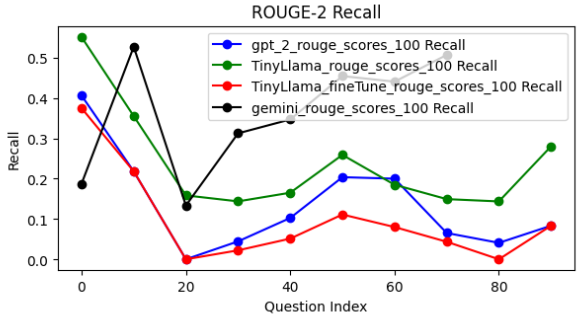 ROUGE-2 Recall
gpt_2_rouge_scores_100 Recall
TinyLlama_rouge_scores_100 Recall
TinyLlama_fineTune_rouge_scores_100 Recall
gemini_rouge_scores_100 Recall
Recall
0.5
0.4
0.3
0.2
0.1
0.0
0 20 40 60 80
Question Index